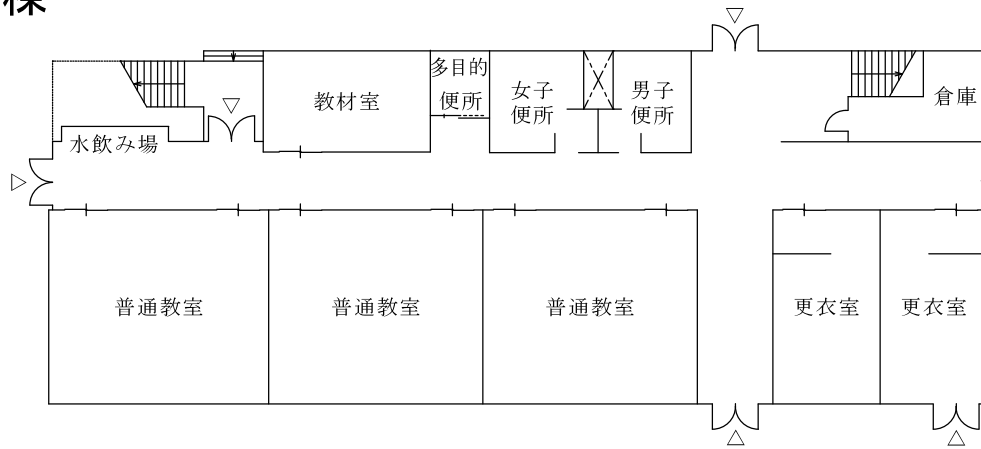 棟
教材室
多目的
便所
女子
便所
男子
便所
倉庫
水飲み場
普通教室
普通教室
普通教室
更衣室
更衣室